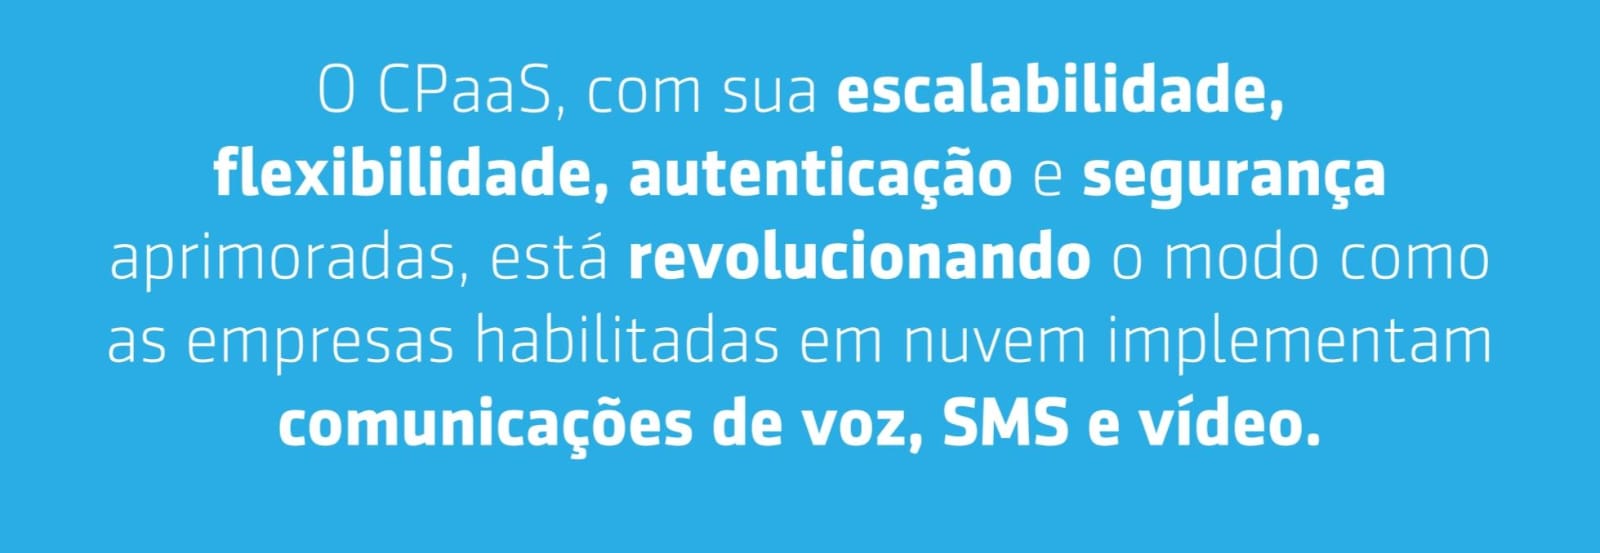 O CPaaS, com sua escalabilidade,
flexibilidade, autenticação e segurança
aprimoradas, está revolucionando o modo como
as empresas habilitadas em nuvem implementam
comunicações de voz, SMS e vídeo.